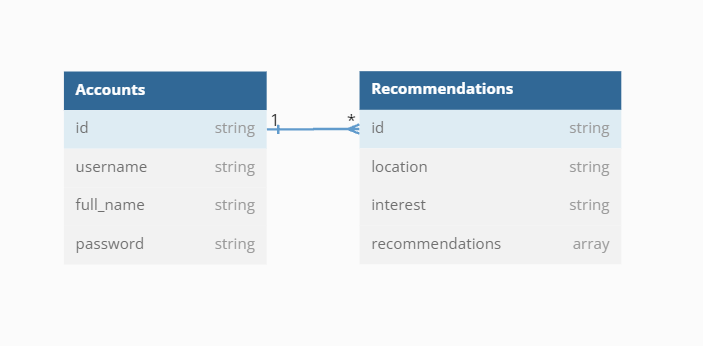 Accounts
id string
username string
full_name string
password string
1 *
Recommendations
id string
location string
interest string
recommendations array